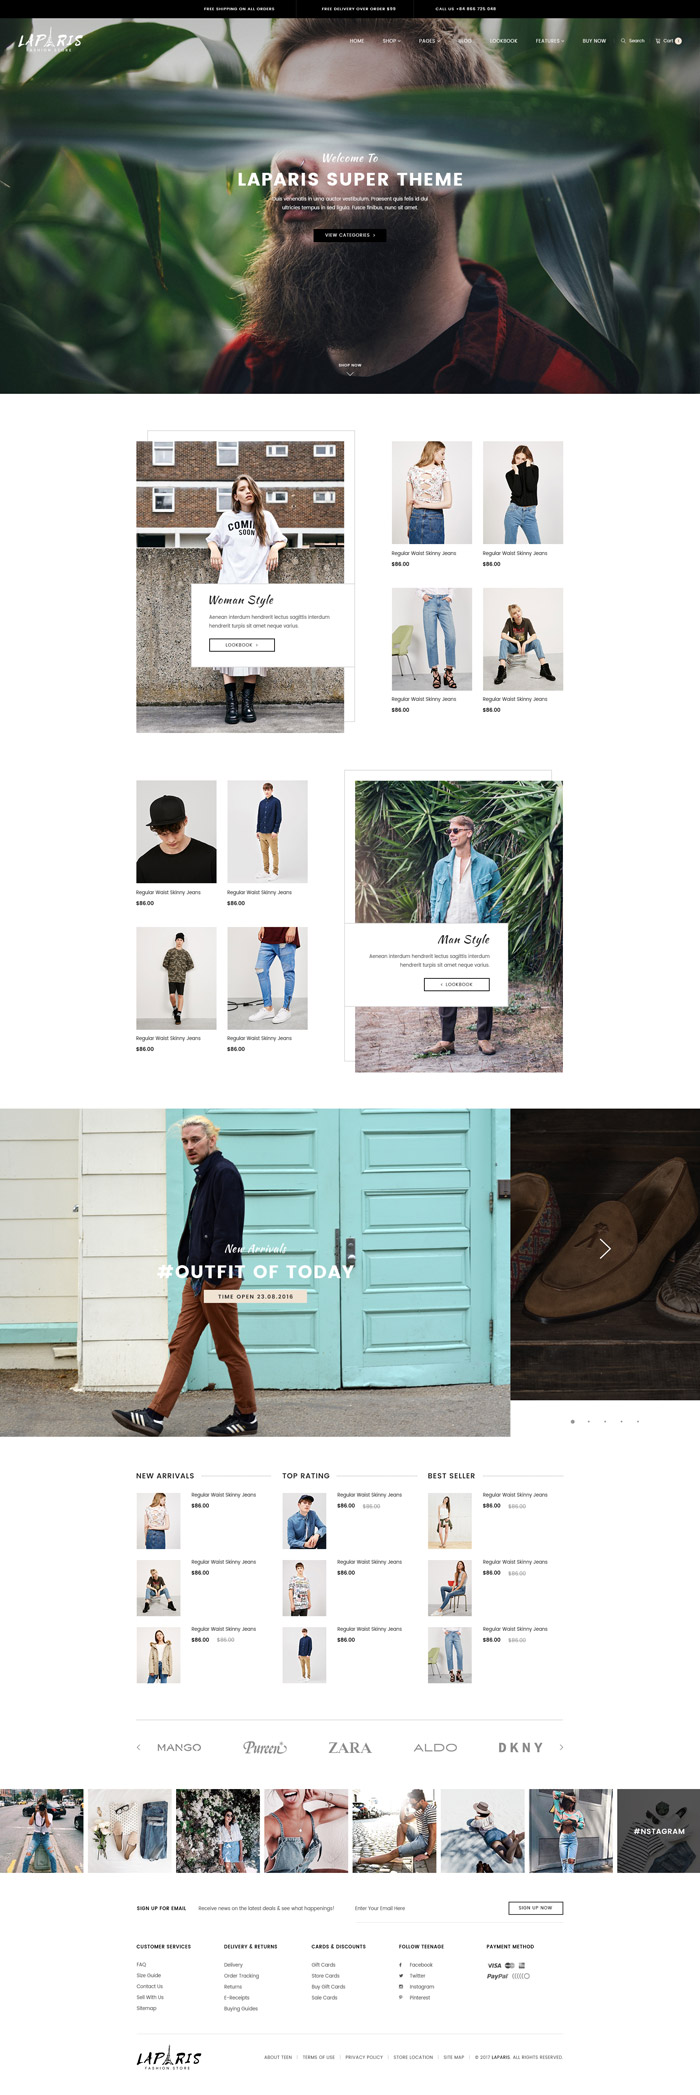 FREE SHIPPING ON ALL ORDERS
FREE DELIVERY OVER ORDER $99
CALL US +84 866 725 048
LAPARIS
FASHION STORE
HOME
SHOP
PAGES
BLOG
LOOKBOOK
FEATURES
BUY NOW
Search
Cart
Welcome To
LAPARIS SUPER THEME
Duis venenatis in urna auctor vestibulum. Praesent quis felis id dui
ultricies tempus in sed ligula. Fusce finibus, nunc sit amet
VIEW CATEGORIES >
SHOP NOW
COMIN
SOON
Woman Style
Aenean interdum hendrerit lectus sagittis interdum
hendrerit turpis sit amet neque varius.
LOOKBOOK >
Regular Waist Skinny Jeans
$86.00
Regular Waist Skinny Jeans
$86.00
Regular Waist Skinny Jeans
$86.00
Regular Waist Skinny Jeans
$86.00
Regular Waist Skinny Jeans
$86.00
Regular Waist Skinny Jeans
$86.00
Regular Waist Skinny Jeans
$86.00
Regular Waist Skinny Jeans
$86.00
Man Style
Aenean interdum hendrerit lectus sagittis interdum
hendrerit turpis sit amet neque varius.
< LOOKBOOK
New Arrivals
#OUTFIT OF TODAY
TIME OPEN 23.08.2016
NEW ARRIVALS
Regular Waist Skinny Jeans
$86.00
Regular Waist Skinny Jeans
$86.00
Regular Waist Skinny Jeans
$86.00 $86.00
TOP RATING
Regular Waist Skinny Jeans
$86.00 $86.00
Regular Waist Skinny Jeans
$86.00
Regular Waist Skinny Jeans
$86.00
BEST SELLER
Regular Waist Skinny Jeans
$86.00 $86.00
Regular Waist Skinny Jeans
$86.00 $86.00
Regular Waist Skinny Jeans
$86.00 $86.00
MANGO
Pureen
ZARA
ALDO
DKNY
#NSTAGRAM
SIGN UP FOR EMAIL
Receive news on the latest deals & see what happenings!
Enter Your Email Here
SIGN UP NOW
CUSTOMER SERVICES
FAQ
Size Guide
Contact Us
Sell With Us
Sitemap
DELIVERY & RETURNS
Delivery
Order Tracking
Returns
E-Receipts
Buying Guides
CARDS & DISCOUNTS
Gift Cards
Store Cards
Buy Gift Cards
Sale Cards
FOLLOW TEENAGE
Facebook
Twitter
Instagram
Pinterest
PAYMENT METHOD
VISA
PayPal
LAPARIS
FASHION STORE
ABOUT TEEN
TERMS OF USE
PRIVACY POLICY
STORE LOCATION
SITE MAP
© 2017 LAPARIS. ALL RIGHTS RESERVED.